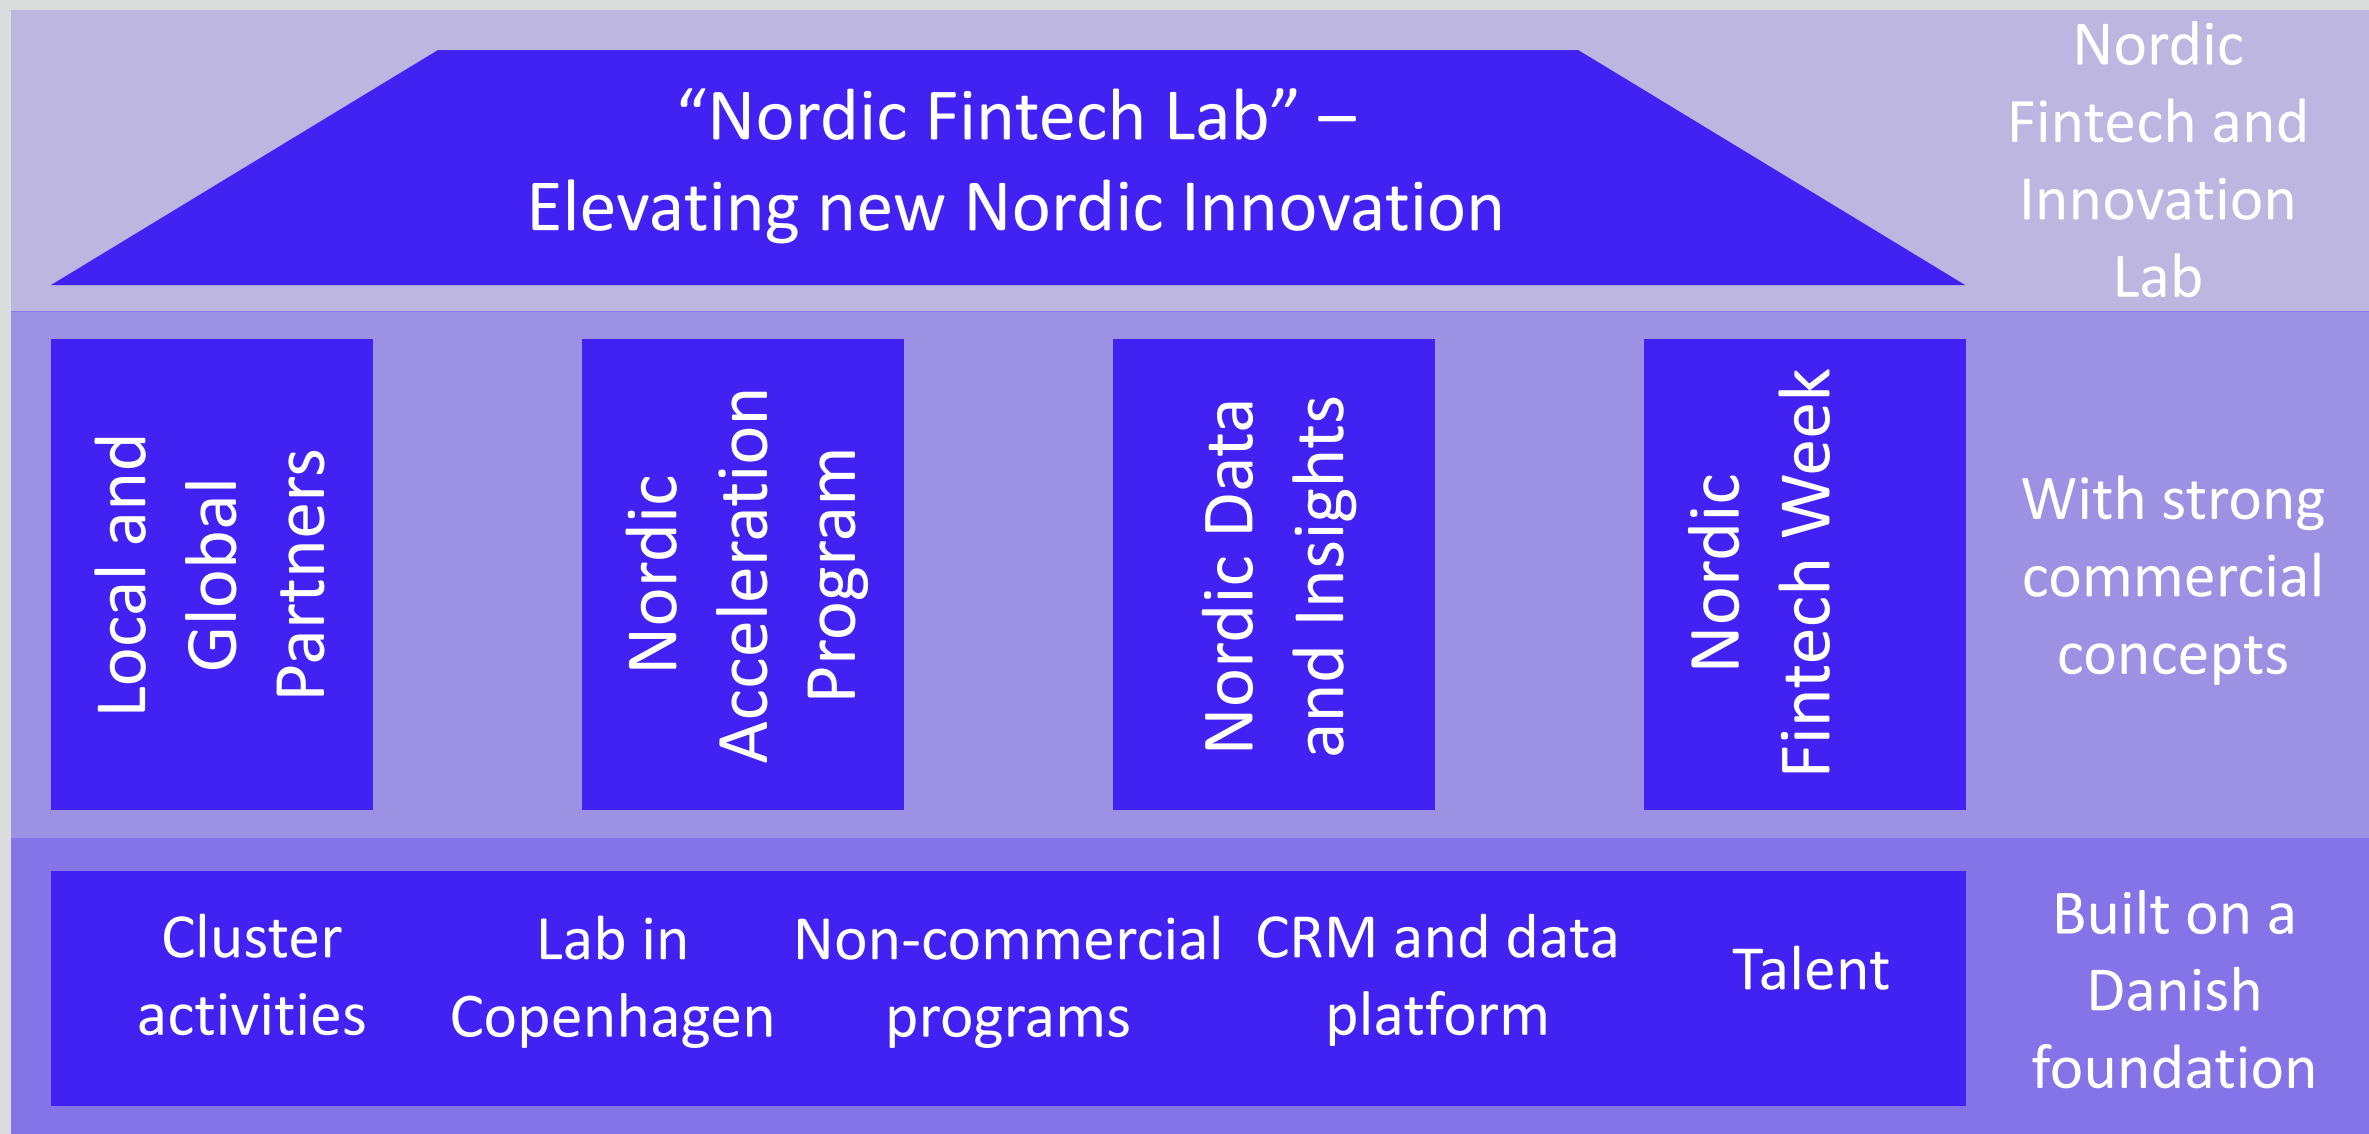 “Nordic Fintech Lab” –
Elevating new Nordic Innovation
Nordic
Fintech and
Innovation
Lab
Local and
Global
Partners
Nordic
Acceleration
Program
Nordic Data
and Insights
Nordic
Fintech Week
With strong
commercial
concepts
Cluster
activities
Lab in
Copenhagen
Non-commercial
programs
CRM and data
platform
Talent
Built on a
Danish
foundation